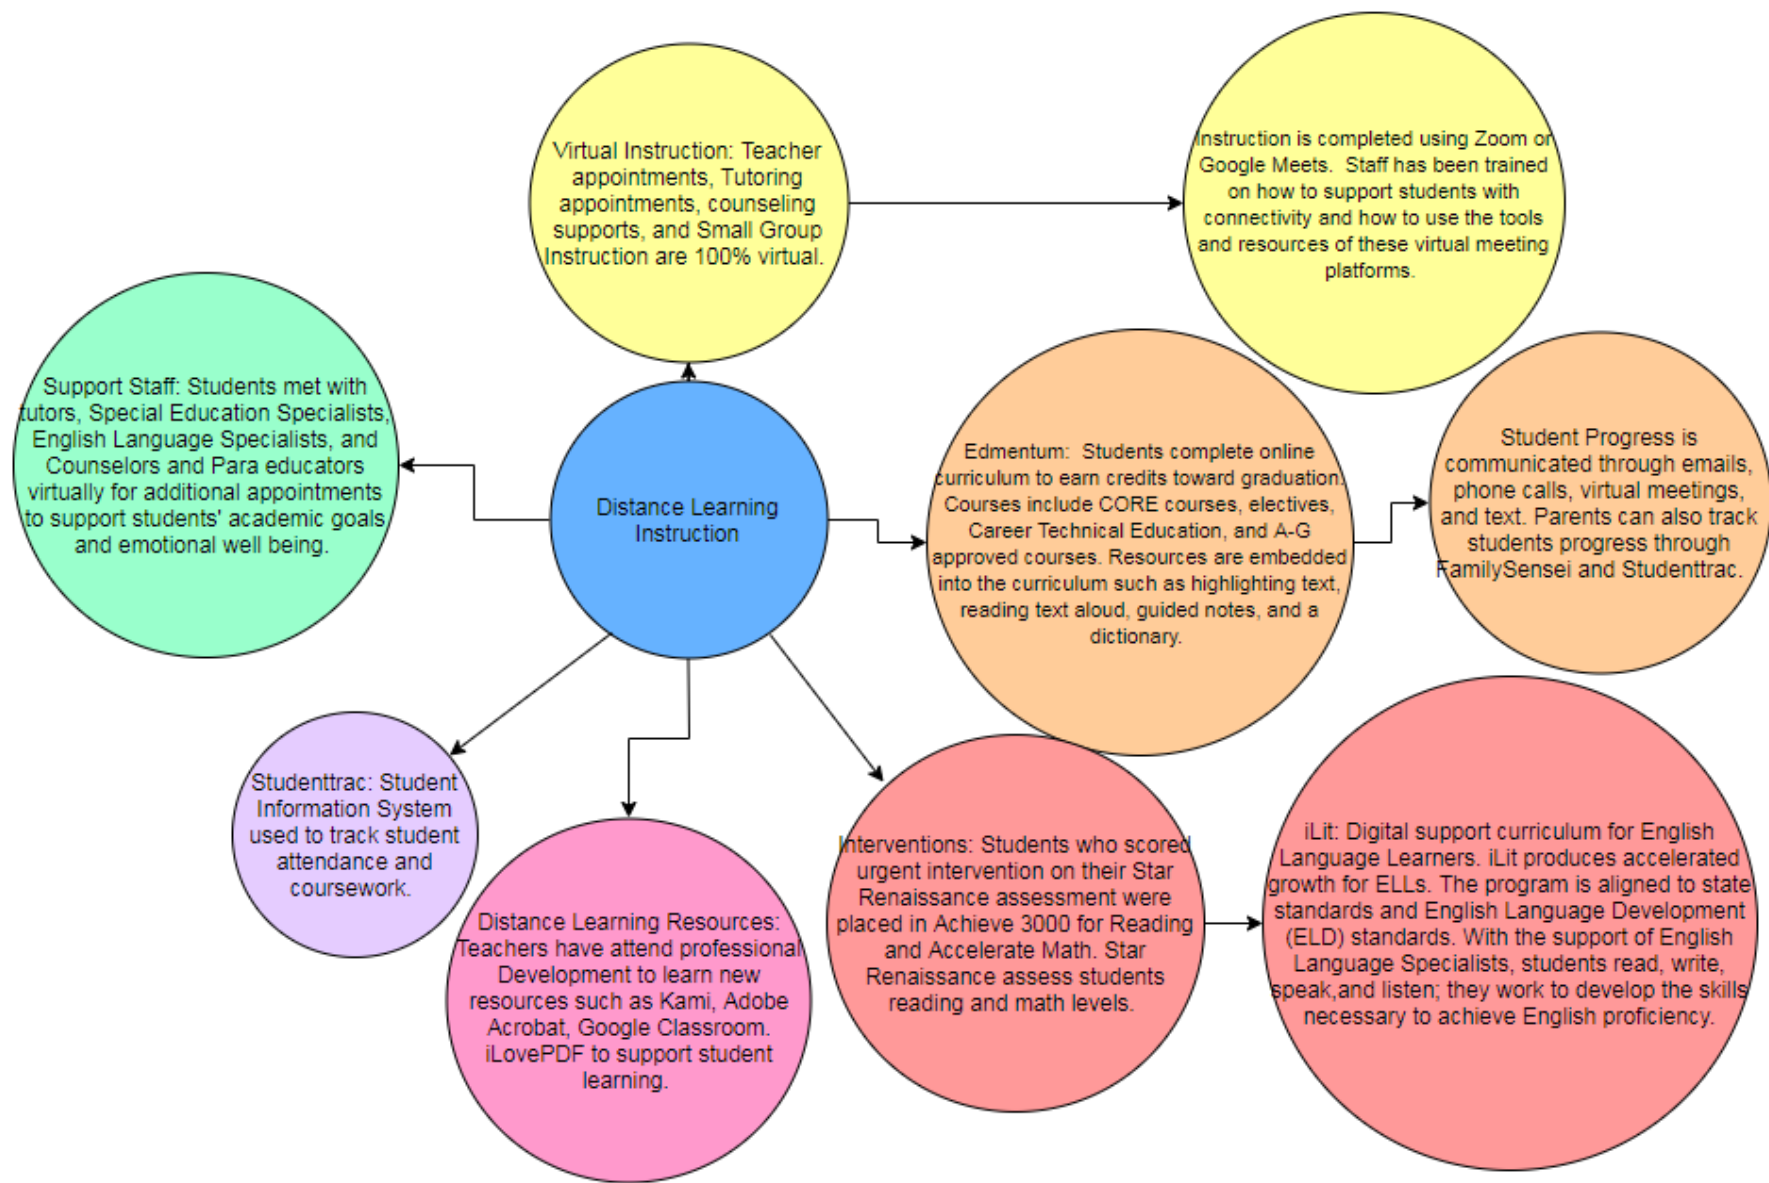 Virtual Instruction: Teacher
appointments, Tutoring
appointments, counseling
supports, and Small Group
Instruction are 100% virtual.
Instruction is completed using Zoom or
Google Meets. Staff has been trained
on how to support students with
connectivity and how to use the tools
and resources of these virtual meeting
platforms.
Support Staff: Students met with
tutors, Special Education Specialists,
English Language Specialists, and
Counselors and Para educators
virtually for additional appointments
to support students' academic goals
and emotional well being.
Distance Learning
Instruction
Edmentum: Students complete online
curriculum to earn credits toward graduation.
Courses include CORE courses, electives,
Career Technical Education, and A-G
approved courses. Resources are embedded
into the curriculum such as highlighting text,
reading text aloud, guided notes, and a
dictionary.
Student Progress is
communicated through emails,
phone calls, virtual meetings,
and text. Parents can also track
students progress through
FamilySensei and Studenttrac.
Studenttrac: Student
Information System
used to track student
attendance and
coursework.
Distance Learning Resources:
Teachers have attend professional
Development to learn new
resources such as Kami, Adobe
Acrobat, Google Classroom.
iLovePDF to support student
learning.
Interventions: Students who scored
urgent intervention on their Star
Renaissance assessment were
placed in Achieve 3000 for Reading
and Accelerate Math. Star
Renaissance assess students
reading and math levels.
iLit: Digital support curriculum for English
Language Learners. iLit produces accelerated
growth for ELLs. The program is aligned to state
standards and English Language Development
(ELD) standards. With the support of English
Language Specialists, students read, write,
speak,and listen; they work to develop the skills
necessary to achieve English proficiency.